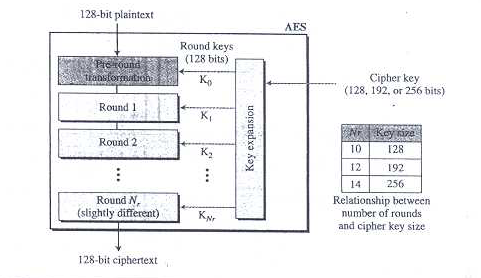 128-bit plaintext
AES
Round keys
(128 bits)
Pre-round
transformation
K0
Cipher key
(128, 192, or 256 bits)
Round 1
K1
Key expansion
Round 2
K2
Nr Key size
10 128
12 192
14 256
Round Nr
(slightly different)
KNr
Relationship between
number of rounds
and cipher key size
128-bit ciphertext